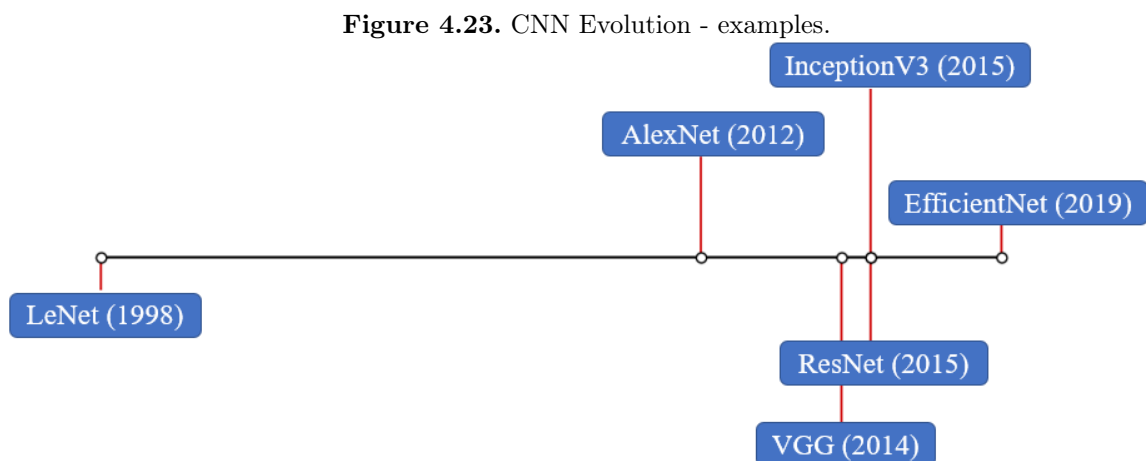 Figure 4.23. CNN Evolution - examples.
InceptionV3 (2015)
AlexNet (2012)
EfficientNet (2019)
LeNet (1998)
ResNet (2015)
VGG (2014)